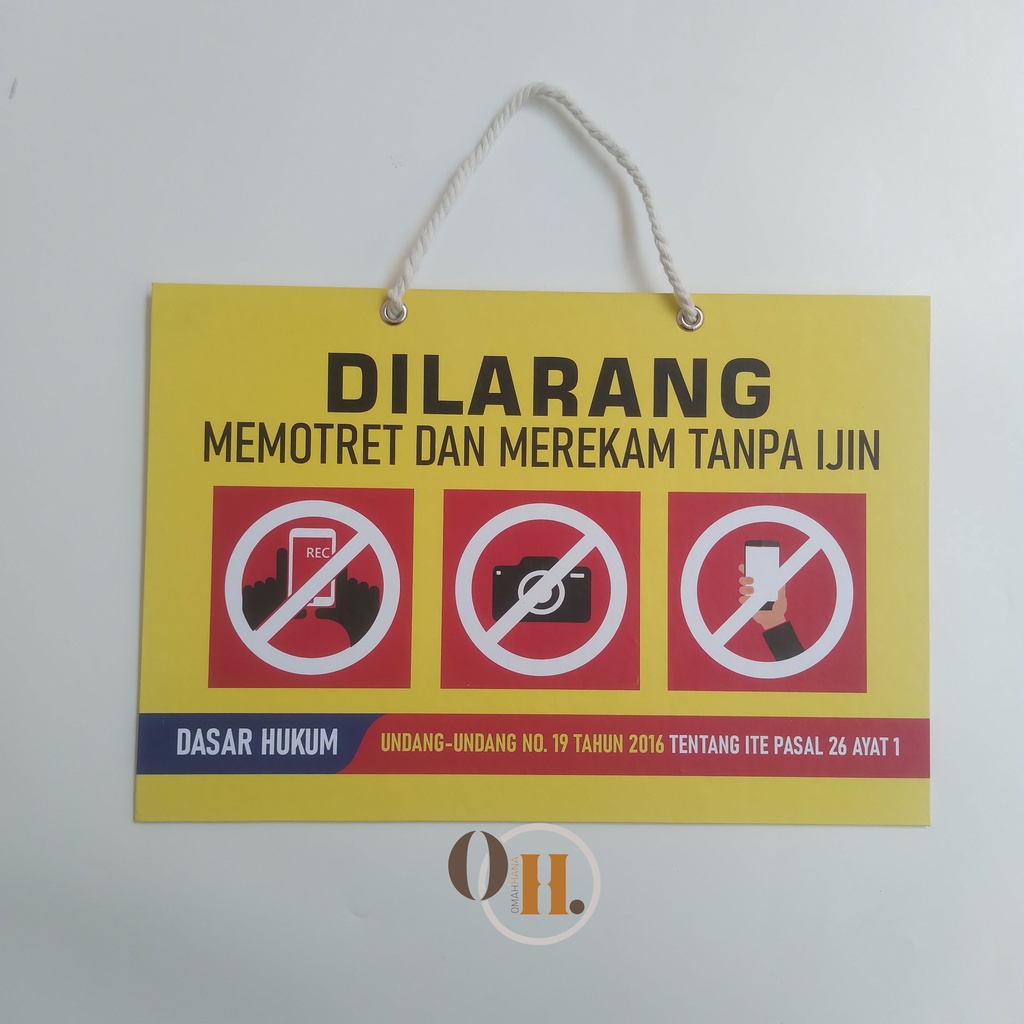 DILARANG
MEMOTRET DAN MEREKAM TANPA IJIN
REC
DASAR HUKUM UNDANG-UNDANG NO. 19 TAHUN 2016 TENTANG ITE PASAL 26 AYAT 1
OH.
OMAHHANA